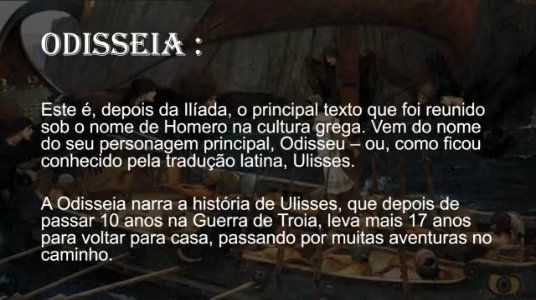 ODISSEIA :
Este é, depois da Ilíada, o principal texto que foi reunido
sob o nome de Homero na cultura grega. Vem do nome
do seu personagem principal, Odisseu – ou, como ficou
conhecido pela tradução latina, Ulisses.
A Odisseia narra a história de Ulisses, que depois de
passar 10 anos na Guerra de Troia, leva mais 17 anos
para voltar para casa, passando por muitas aventuras no
caminho.